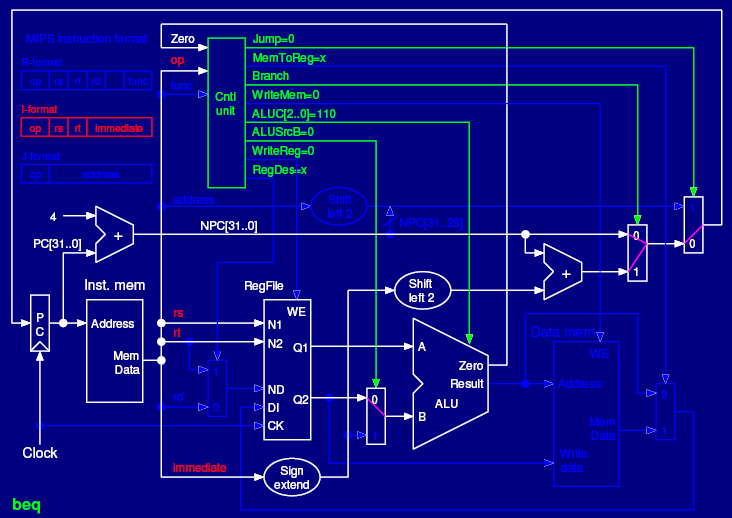 MIPS instruction format
R-format
op rs rt rd func
I-format
op rs rt immediate
J-format
op address
Zero
op
func
Cntl
unit
Jump=0
MemToReg=x
Branch
WriteMem=0
ALUC[2..0]=110
ALUSrcB=0
WriteReg=0
RegDes=x
address
Shift
left 2
NPC[31..28]
4
+
NPC[31..0]
PC[31..0]
0
1
1
0
+
Shift
left 2
Inst. mem
Address
Mem
Data
P
C
Clock
rs
rt
rd
immediate
1
0
RegFile
WE
N1
N2
ND
DI
CK
Q1
Q2
0
1
A
B
Zero
Result
ALU
Data mem
WE
Address
Mem
Data
Write
data
0
1
Sign
extend
beq